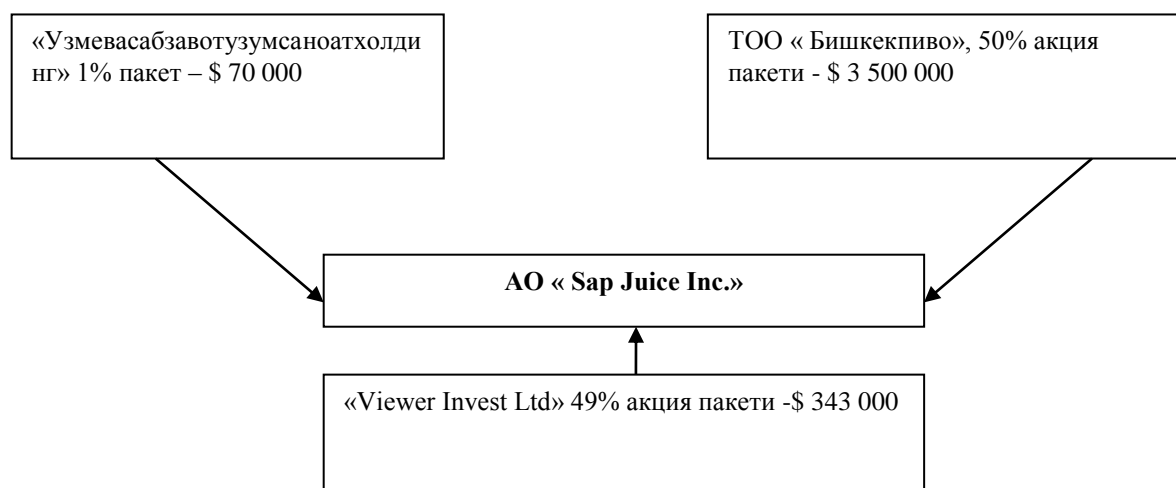 «Узмевасабзавотузумсаноатхолди
нг» 1% пакет – $ 70 000
ТОО « Бишкекпиво», 50% акция
пакети - $ 3 500 000
АО « Sap Juice Inc.»
«Viewer Invest Ltd» 49% акция пакети -$ 343 000